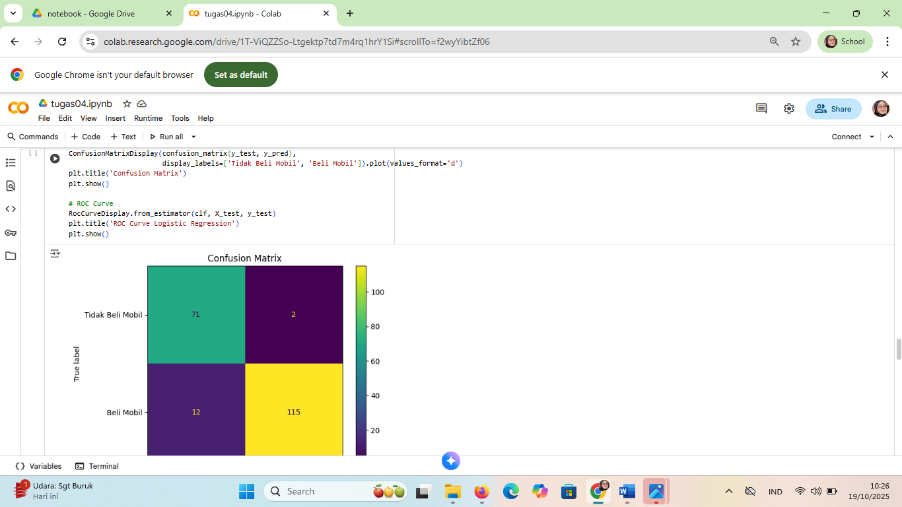 notebook - Google Drive
tugas04.ipynb - Colab
colab.research.google.com/drive/1T-ViQZZSo-Ltgektp7td7m4rq1hrY1Si#scrollTo=f2wyYibtZf06
School
Google Chrome isn't your default browser
Set as default
tugas04.ipynb
File Edit View Insert Runtime Tools Help
Share
Commands + Code + Text Run all
Connect
[ ]
ConfusionMatrixDisplay(confusion_matrix(y_test, y_pred),
display_labels=['Tidak Beli Mobil', 'Beli Mobil']).plot(values_format='d')
plt.title('Confusion Matrix')
plt.show()
# ROC Curve
RocCurveDisplay.from_estimator(clf, X_test, y_test)
plt.title('ROC Curve Logistic Regression')
plt.show()
Confusion Matrix
Tidak Beli Mobil
71
2
Beli Mobil
12
115
True label
100
80
60
40
20
Variables
Terminal
Udara: Sgt Buruk
Hari ini
Search
IND
10:26
19/10/2025